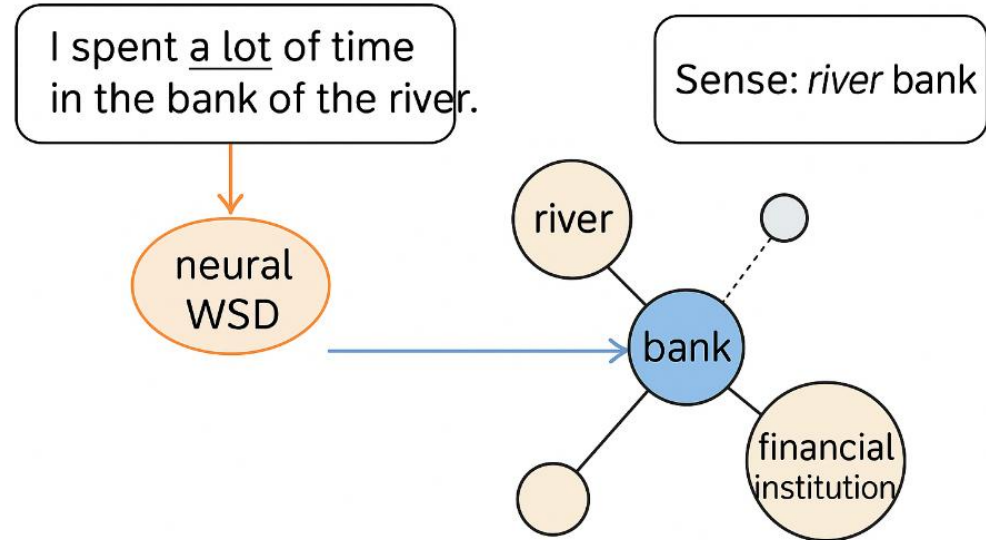 I spent a lot of time
in the bank of the river.
Sense: river bank
neural
WSD
river
bank
financial
institution